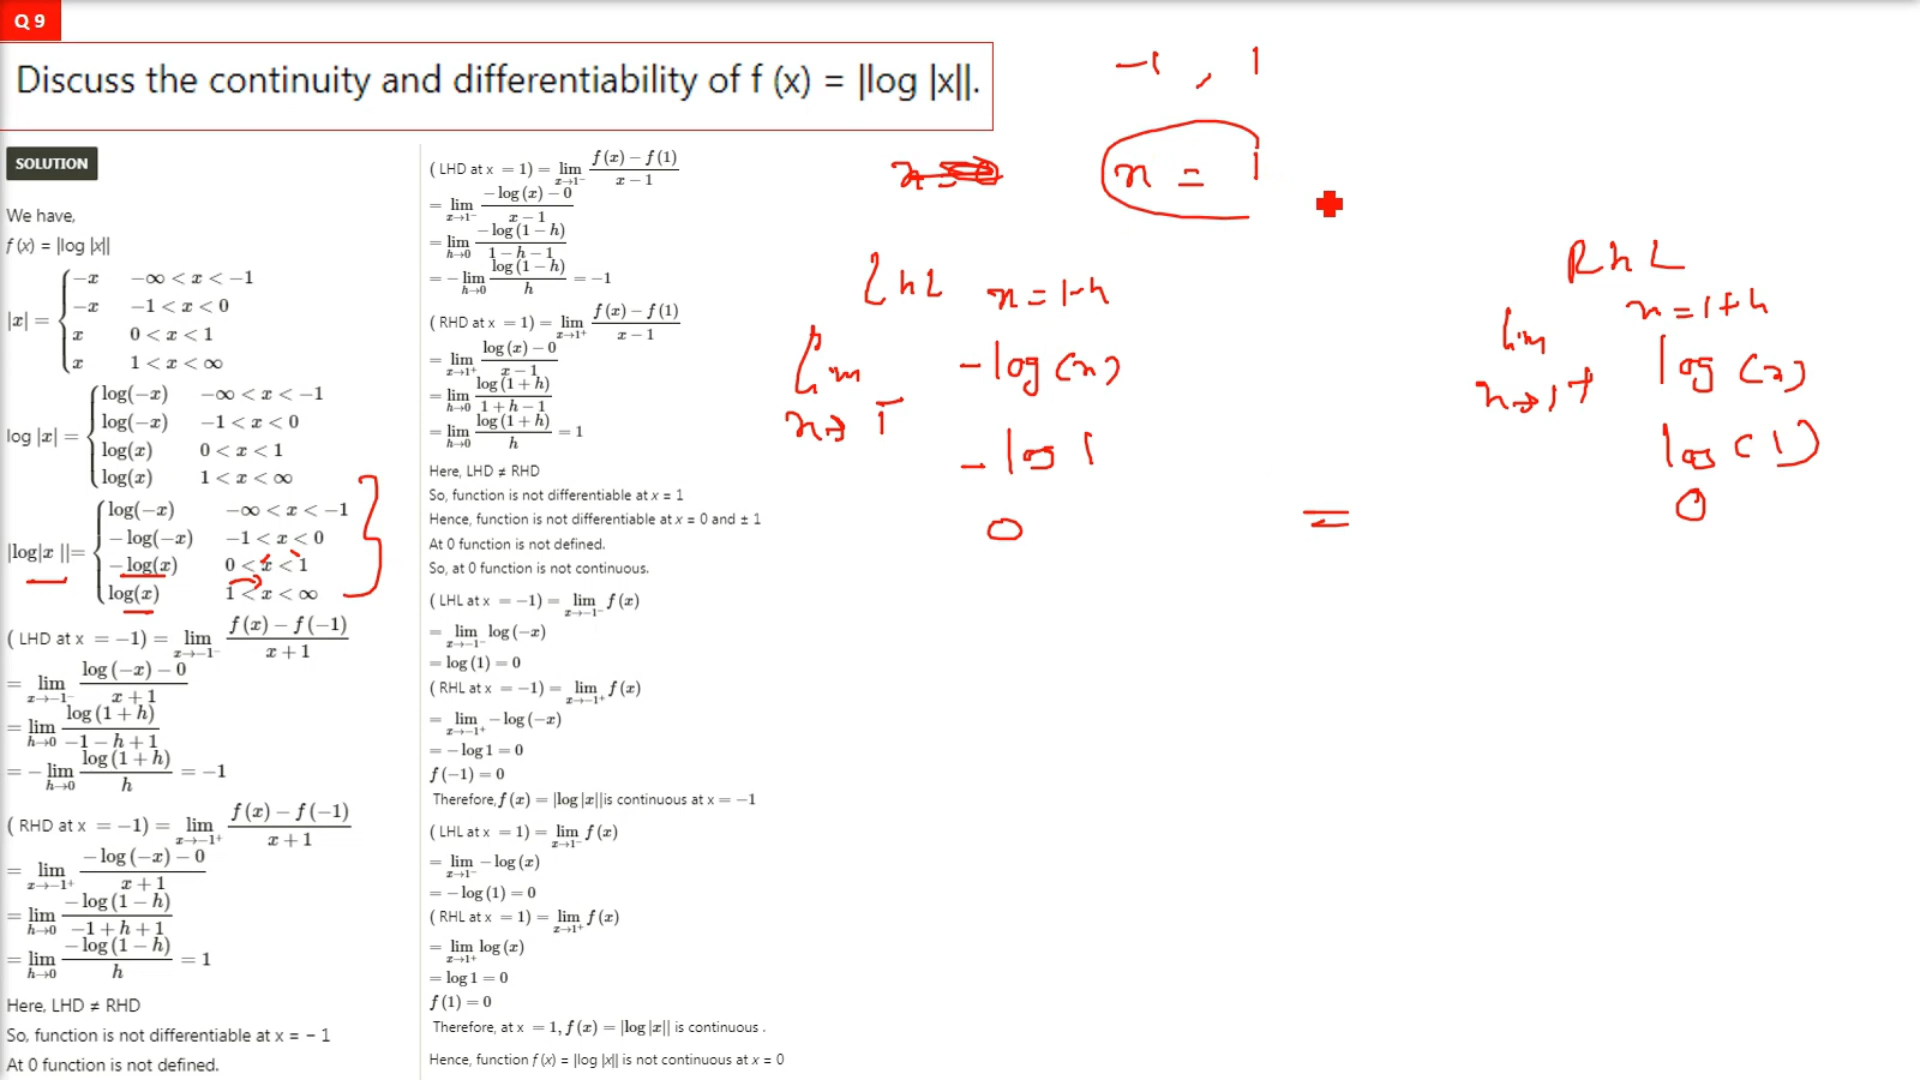 Q 9
Discuss the continuity and differentiability of f (x) = ||log |x||.
SOLUTION
We have,
f (x) = ||log |x||
|x| = { −x −∞ < x < −1
−x −1 < x < 0
x 0 < x < 1
x 1 < x < ∞
log |x| = { log(−x) −∞ < x < −1
log(−x) −1 < x < 0
log(x) 0 < x < 1
log(x) 1 < x < ∞
|log|x || = { log(−x) −∞ < x < −1
− log(−x) −1 < x < 0
− log(x) 0 < x < 1
log(x) 1 < x < ∞
( LHD at x = −1) = lim x→−1⁻ (f (x) − f (−1))/(x + 1)
= lim x→−1⁻ (log (−x) − 0)/(x + 1)
= lim h→0 (log (1 + h))/(−1 − h + 1)
= − lim h→0 (log (1 + h))/h = −1
( RHD at x = −1) = lim x→−1⁺ (f (x) − f (−1))/(x + 1)
= lim x→−1⁺ (− log (−x) − 0)/(x + 1)
= lim h→0 (− log (1 − h))/(−1 + h + 1)
= lim h→0 (− log (1 − h))/h = 1
Here, LHD ≠ RHD
So, function is not differentiable at x = − 1
At 0 function is not defined.
( LHD at x = 1) = lim x→1⁻ (f (x) − f (1))/(x − 1)
= lim x→1⁻ (− log (x) − 0)/(x − 1)
= lim h→0 (− log (1 − h))/(1 − h − 1)
= − lim h→0 (log (1 − h))/h = −1
( RHD at x = 1) = lim x→1⁺ (f (x) − f (1))/(x − 1)
= lim x→1⁺ (log (x) − 0)/(x − 1)
= lim h→0 (log (1 + h))/(1 + h − 1)
= lim h→0 (log (1 + h))/h = 1
Here, LHD ≠ RHD
So, function is not differentiable at x = 1
Hence, function is not differentiable at x = 0 and ± 1
At 0 function is not defined.
So, at 0 function is not continuous.
( LHL at x = −1) = lim x→−1⁻ f (x)
= lim x→−1⁻ log (−x)
= log (1) = 0
( RHL at x = −1) = lim x→−1⁺ f (x)
= lim x→−1⁺ − log (−x)
= − log 1 = 0
f (−1) = 0
Therefore, f (x) = |log |x|| is continuous at x = −1
( LHL at x = 1) = lim x→1⁻ f (x)
= lim x→1⁻ − log (x)
= − log (1) = 0
( RHL at x = 1) = lim x→1⁺ f (x)
= lim x→1⁺ log (x)
= log 1 = 0
f (1) = 0
Therefore, at x = 1, f (x) = |log |x|| is continuous .
Hence, function f (x) = ||log |x|| is not continuous at x = 0
−1 , 1
x = 1
LhL x = 1-h
Lim x→1⁻ −log(x)
− log 1
0
=
RhL
x = 1+h
lim x→1⁺ log (x)
log (1)
0